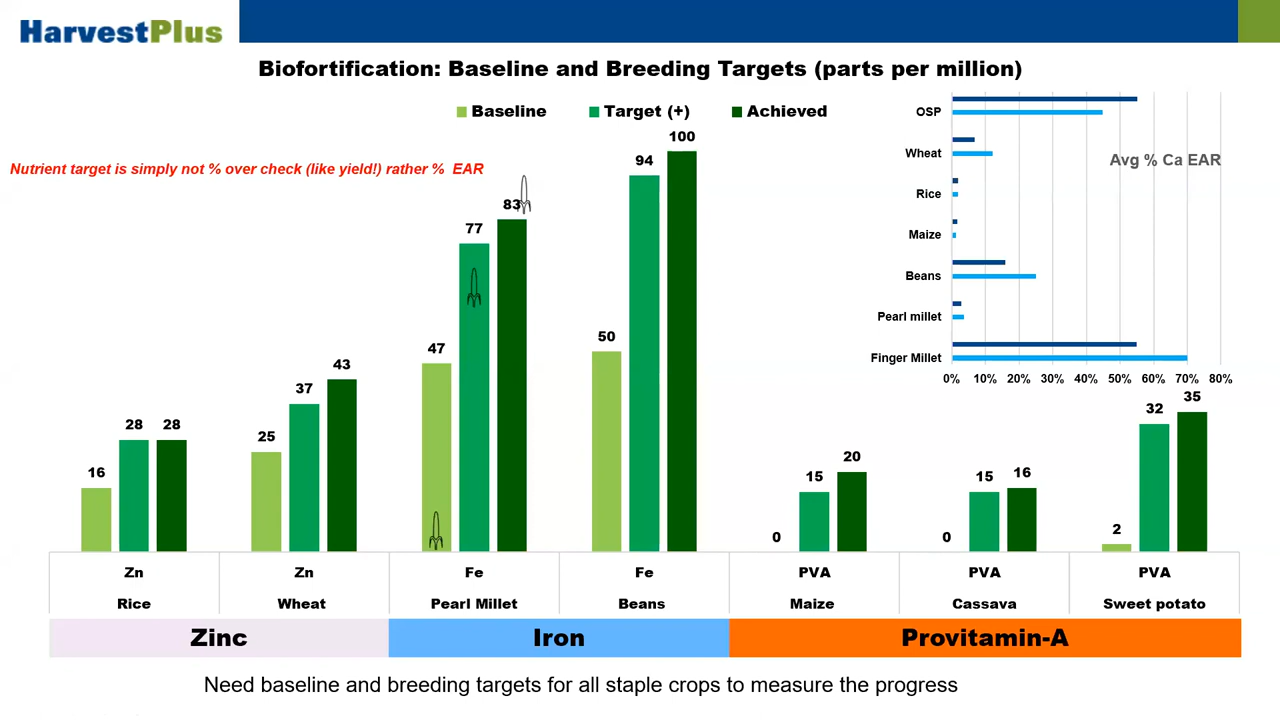 HarvestPlus
Biofortification: Baseline and Breeding Targets (parts per million)
Baseline Target (+) Achieved
Nutrient target is simply not % over check (like yield!) rather % EAR
16 28 28
25 37 43
47 77 83
50 94 100
0 15 20
0 15 16
2 32 35
Zn Zn Fe Fe PVA PVA PVA
Rice Wheat Pearl Millet Beans Maize Cassava Sweet potato
Zinc Iron Provitamin-A
Avg % Ca EAR
OSP
Wheat
Rice
Maize
Beans
Pearl millet
Finger Millet
0% 10% 20% 30% 40% 50% 60% 70% 80%
Need baseline and breeding targets for all staple crops to measure the progress